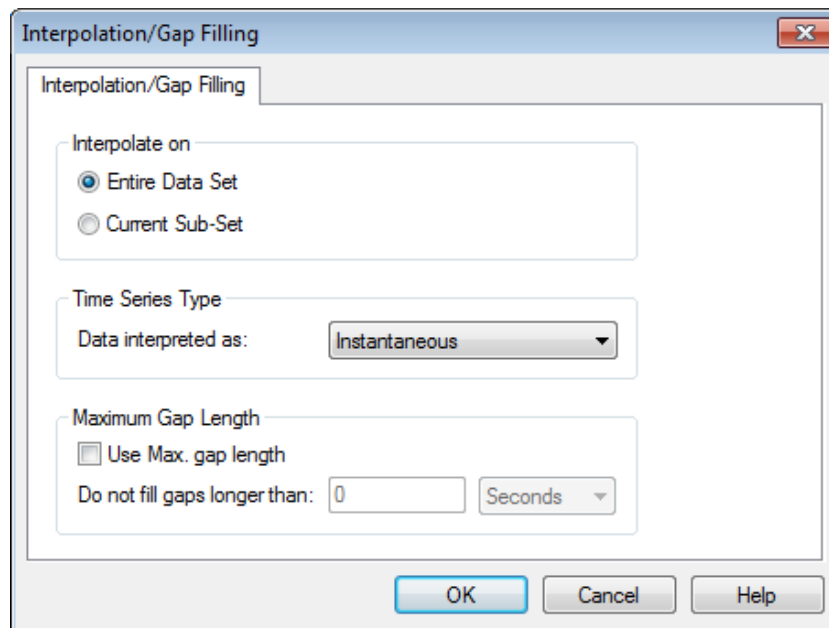 Interpolation/Gap Filling
Interpolation/Gap Filling
Interpolate on
Entire Data Set
Current Sub-Set
Time Series Type
Data interpreted as: Instantaneous
Maximum Gap Length
Use Max. gap length
Do not fill gaps longer than: 0 Seconds
OK Cancel Help